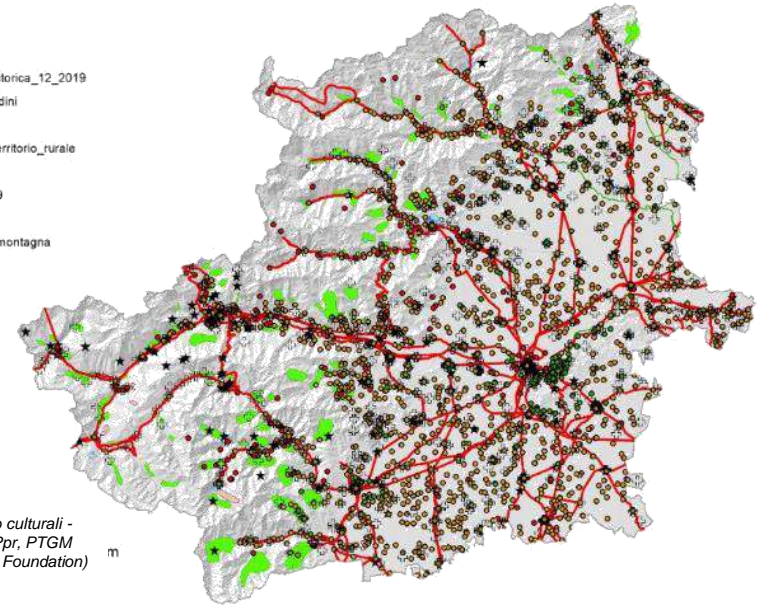 torica_12_2019
dini
erritorio_rurale
9
montagna
o culturali -
Ppr, PTGM
Foundation)
m